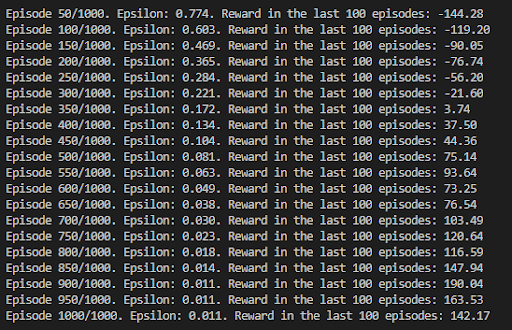 Episode 50/1000. Epsilon: 0.774. Reward in the last 100 episodes: -144.28
Episode 100/1000. Epsilon: 0.603. Reward in the last 100 episodes: -119.20
Episode 150/1000. Epsilon: 0.469. Reward in the last 100 episodes: -90.05
Episode 200/1000. Epsilon: 0.365. Reward in the last 100 episodes: -76.74
Episode 250/1000. Epsilon: 0.284. Reward in the last 100 episodes: -56.20
Episode 300/1000. Epsilon: 0.221. Reward in the last 100 episodes: -21.60
Episode 350/1000. Epsilon: 0.172. Reward in the last 100 episodes: 3.74
Episode 400/1000. Epsilon: 0.134. Reward in the last 100 episodes: 37.50
Episode 450/1000. Epsilon: 0.104. Reward in the last 100 episodes: 44.36
Episode 500/1000. Epsilon: 0.081. Reward in the last 100 episodes: 75.14
Episode 550/1000. Epsilon: 0.063. Reward in the last 100 episodes: 93.64
Episode 600/1000. Epsilon: 0.049. Reward in the last 100 episodes: 73.25
Episode 650/1000. Epsilon: 0.038. Reward in the last 100 episodes: 76.54
Episode 700/1000. Epsilon: 0.030. Reward in the last 100 episodes: 103.49
Episode 750/1000. Epsilon: 0.023. Reward in the last 100 episodes: 120.64
Episode 800/1000. Epsilon: 0.018. Reward in the last 100 episodes: 116.59
Episode 850/1000. Epsilon: 0.014. Reward in the last 100 episodes: 147.94
Episode 900/1000. Epsilon: 0.011. Reward in the last 100 episodes: 190.04
Episode 950/1000. Epsilon: 0.011. Reward in the last 100 episodes: 163.53
Episode 1000/1000. Epsilon: 0.011. Reward in the last 100 episodes: 142.17